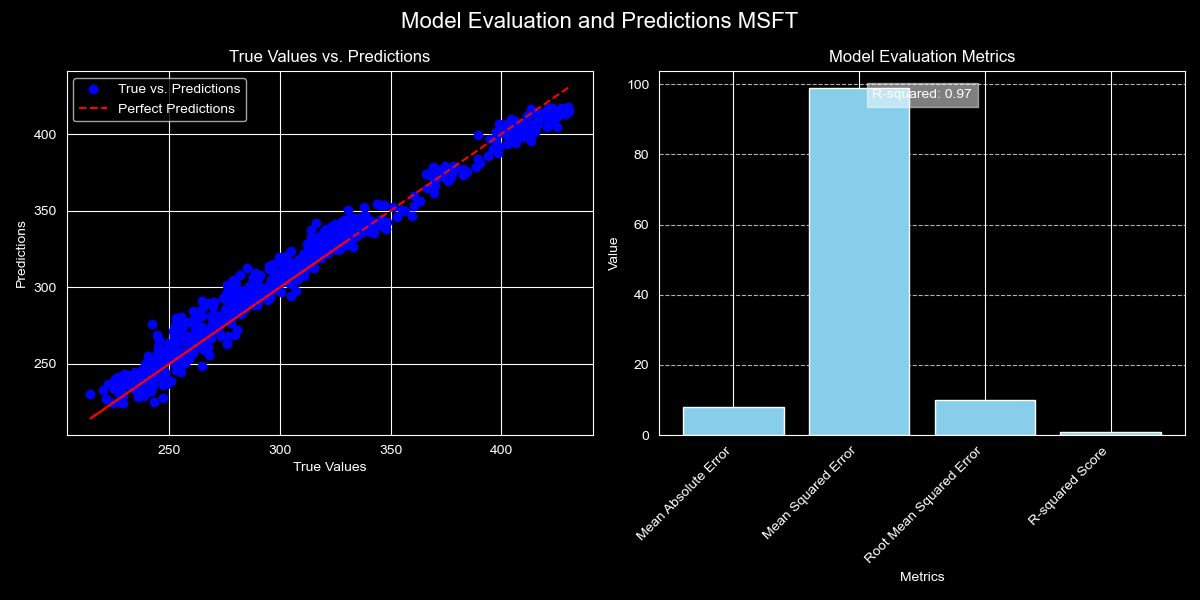 Model Evaluation and Predictions MSFT
True Values vs. Predictions
True vs. Predictions
Perfect Predictions
400
350
300
250
Predictions
250
300
350
400
True Values
Model Evaluation Metrics
R-squared: 0.97
100
80
60
40
20
0
Value
Mean Absolute Error
Mean Squared Error
Root Mean Squared Error
R-squared Score
Metrics